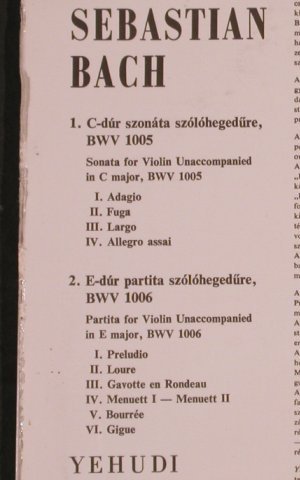 SEBASTIAN
BACH
1. C-dúr szonáta szólóhegedűre,
BWV 1005
Sonata for Violin Unaccompanied
in C major, BWV 1005
I. Adagio
II. Fuga
III. Largo
IV. Allegro assai
2. E-dúr partita szólóhegedűre,
BWV 1006
Partita for Violin Unaccompanied
in E major, BWV 1006
I. Preludio
II. Loure
III. Gavotte en Rondeau
IV. Menuett I — Menuett II
V. Bourrée
VI. Gigue
YEHUDI